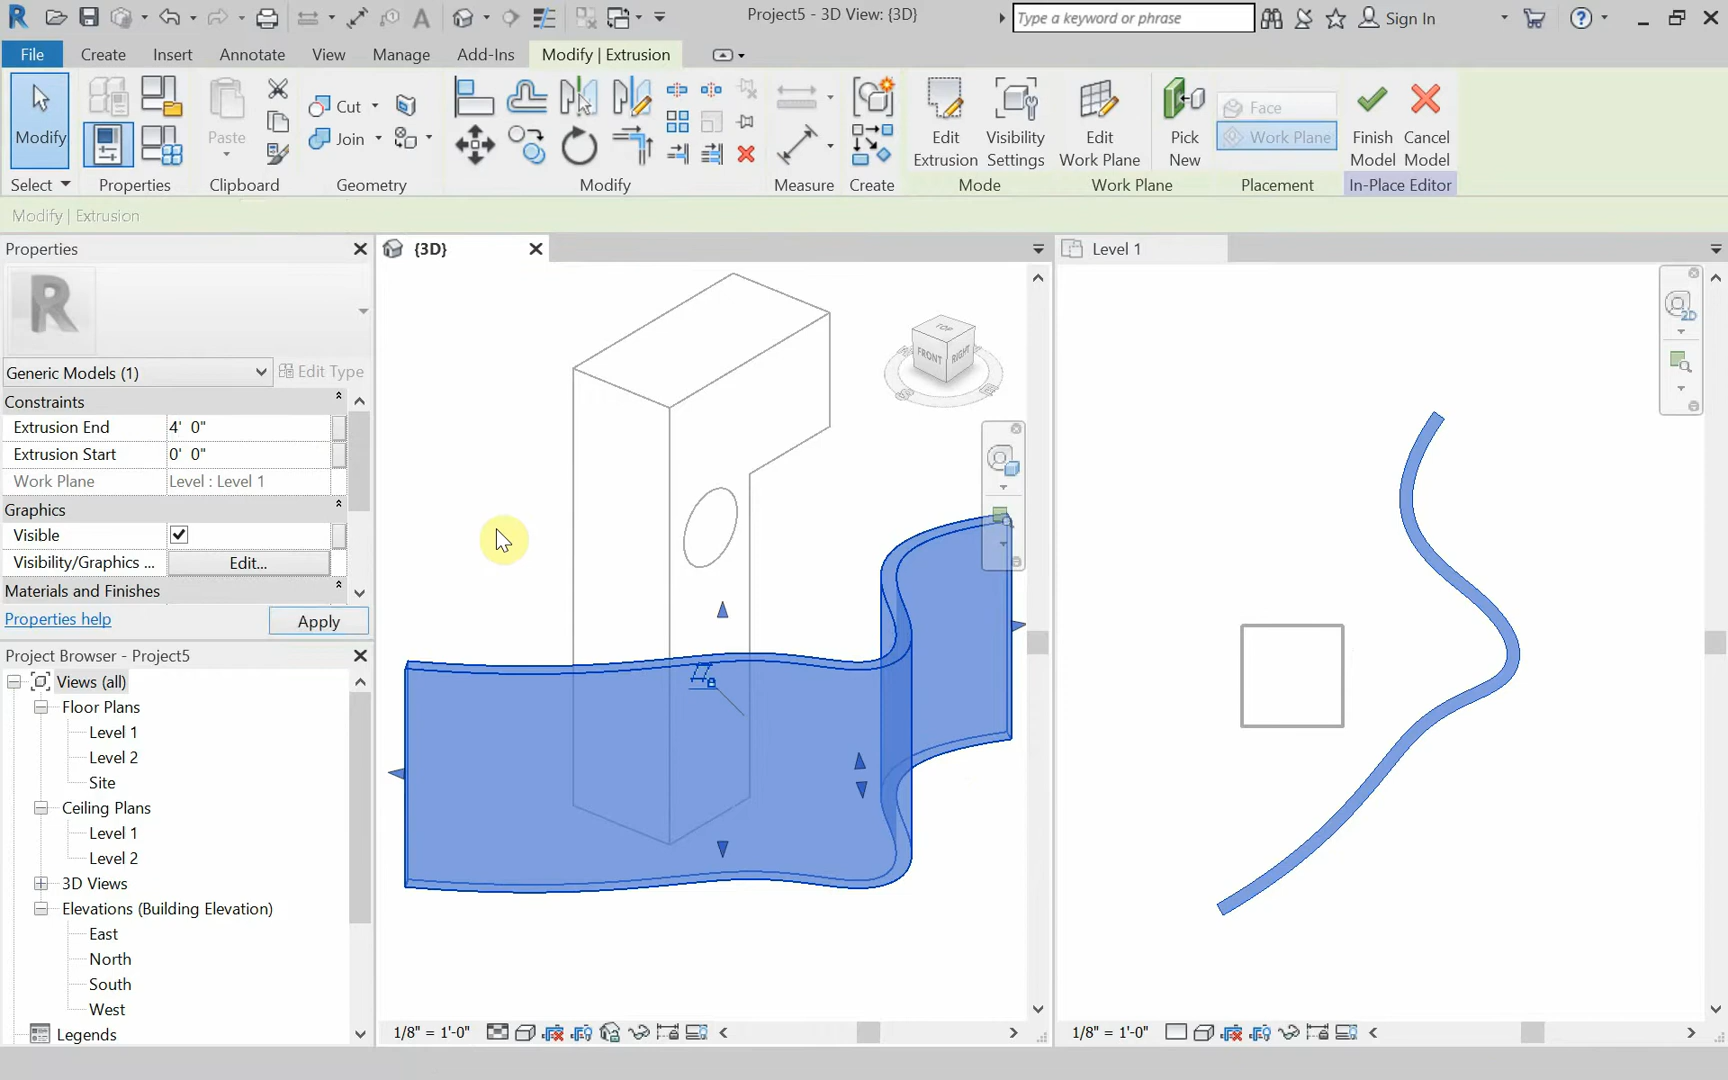 Project5 - 3D View: {3D}
Type a keyword or phrase
Sign In
File
Create
Insert
Annotate
View
Manage
Add-Ins
Modify | Extrusion
Modify
Paste
Cut
Join
Edit
Extrusion
Visibility
Settings
Edit
Work Plane
Pick
New
Face
Work Plane
Finish
Model
Cancel
Model
Select
Properties
Clipboard
Geometry
Modify
Measure
Create
Mode
Work Plane
Placement
In-Place Editor
Modify | Extrusion
Properties
{3D}
Level 1
R
Generic Models (1)
Edit Type
Constraints
Extrusion End
4'  0"
Extrusion Start
0'  0"
Work Plane
Level : Level 1
Graphics
Visible
Visibility/Graphics ...
Edit...
Materials and Finishes
Properties help
Apply
Project Browser - Project5
Views (all)
Floor Plans
Level 1
Level 2
Site
Ceiling Plans
Level 1
Level 2
3D Views
Elevations (Building Elevation)
East
North
South
West
Legends
TOP
FRONT
RIGHT
2D
1/8" = 1'-0"
1/8" = 1'-0"